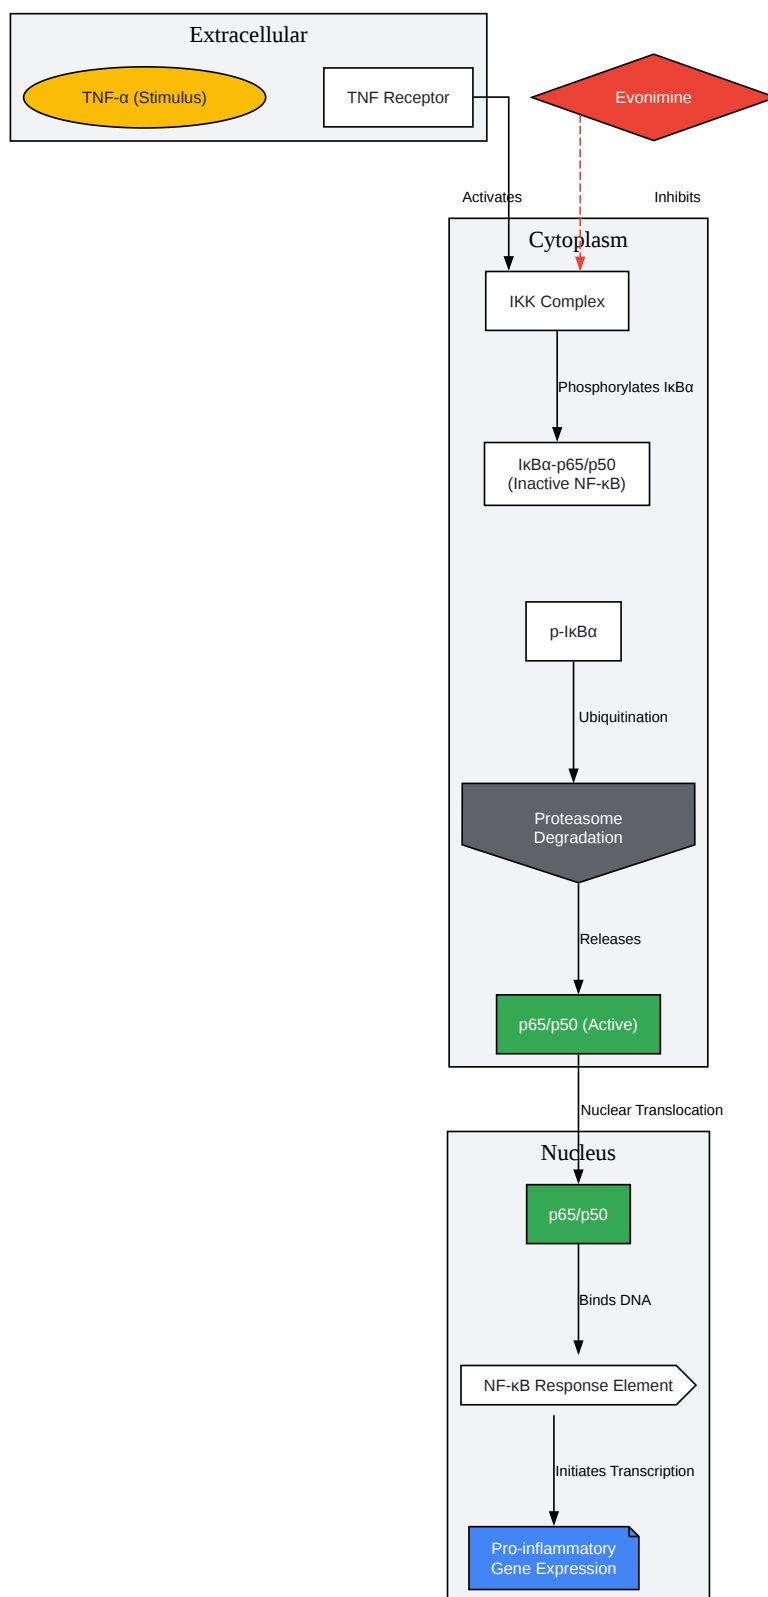 Extracellular
TNF-α (Stimulus)
TNF Receptor
Evonimine
Activates
Inhibits
Cytoplasm
IKK Complex
Phosphorylates IκBα
IκBα-p65/p50
(Inactive NF-κB)
p-IκBα
Ubiquitination
Proteasome
Degradation
Releases
p65/p50 (Active)
Nuclear Translocation
Nucleus
p65/p50
Binds DNA
NF-κB Response Element
Initiates Transcription
Pro-inflammatory
Gene Expression